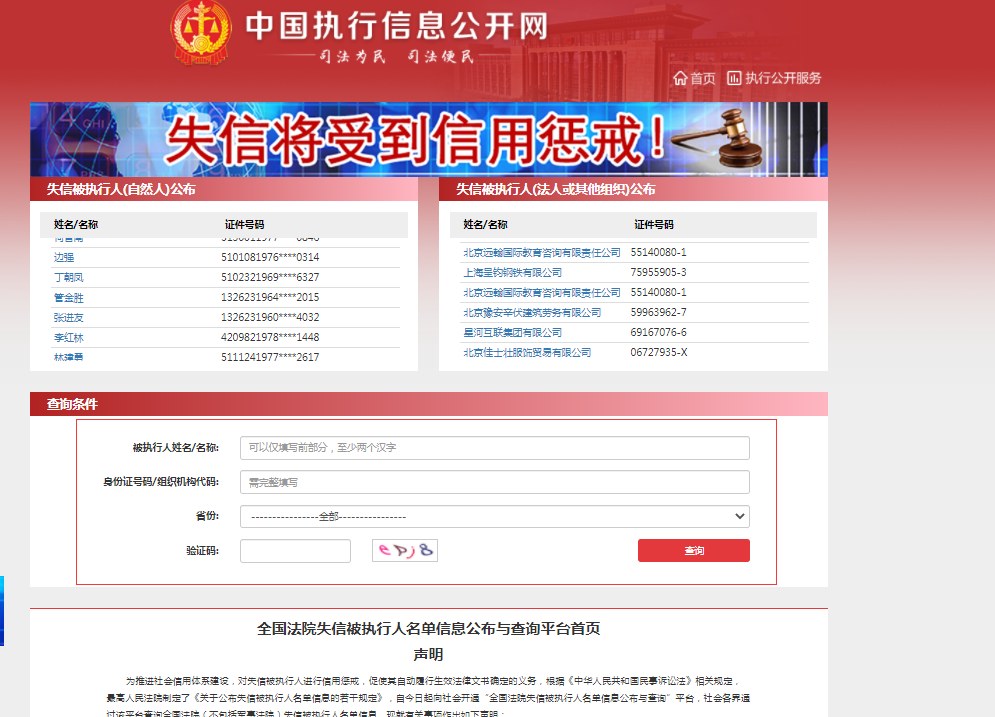 中国执行信息公开网
司法为民 司法便民
首页 执行公开服务
失信将受到信用惩戒!
失信被执行人(自然人)公布
姓名/名称 证件号码
边强 5101081976****0314
丁朝凤 5102321969****6327
管金胜 1326231964****2015
张进友 1326231960****4032
李红林 4209821978****1448
林建勇 5111241977****2617
失信被执行人(法人或其他组织)公布
姓名/名称 证件号码
北京远翰国际教育咨询有限责任公司 55140080-1
上海呈钧钢铁有限公司 75955905-3
北京远翰国际教育咨询有限责任公司 55140080-1
北京豫安辛伏建筑劳务有限公司 59963962-7
星河互联集团有限公司 69167076-6
北京佳士壮服饰贸易有限公司 06727935-X
查询条件
被执行人姓名/名称: 可以仅填写前部分，至少两个汉字
身份证号码/组织机构代码: 需完整填写
省份: ----------------全部----------------
验证码: ePj8 查询
全国法院失信被执行人名单信息公布与查询平台首页
声明
为推进社会信用体系建设，对失信被执行人进行信用惩戒，促使其自动履行生效法律文书确定的义务，根据《中华人民共和国民事诉讼法》相关规定，
最高人民法院制定了《关于公布失信被执行人名单信息的若干规定》，自今日起向社会开通“全国法院失信被执行人名单信息公布与查询”平台，社会各界通
过该平台查询全国法院（不包括军事法院）失信被执行人名单信息。现就有关事项作出如下声明：